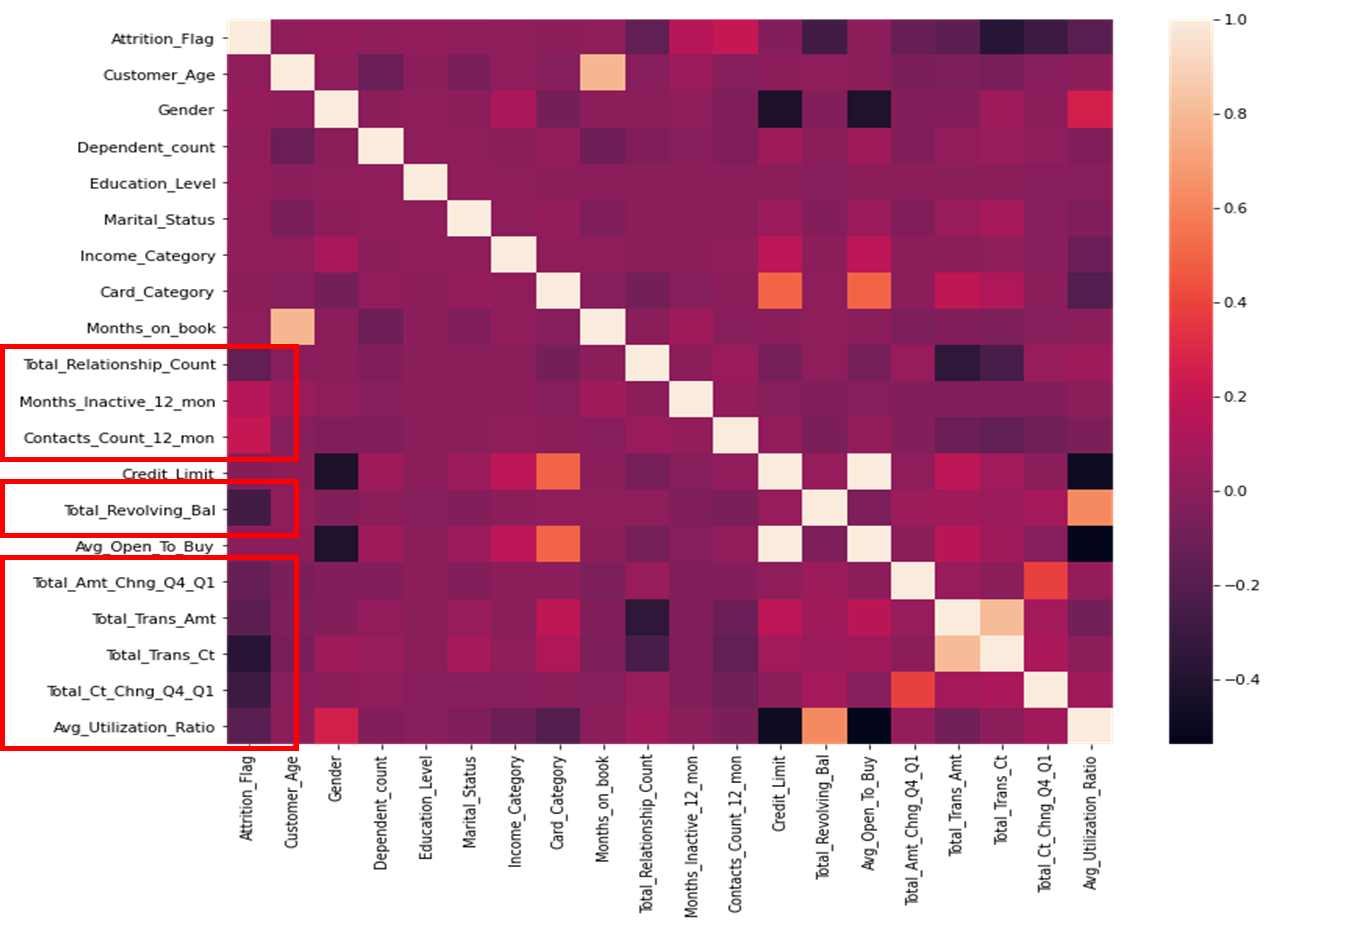 Attrition_Flag
Customer_Age
Gender
Dependent_count
Education_Level
Marital_Status
Income_Category
Card_Category
Months_on_book
Total_Relationship_Count
Months_Inactive_12_mon
Contacts_Count_12_mon
Credit_Limit
Total_Revolving_Bal
Avg_Open_To_Buy
Total_Amt_Chng_Q4_Q1
Total_Trans_Amt
Total_Trans_Ct
Total_Ct_Chng_Q4_Q1
Avg_Utilization_Ratio
Attrition_Flag
Customer_Age
Gender
Dependent_count
Education_Level
Marital_Status
Income_Category
Card_Category
Months_on_book
Total_Relationship_Count
Months_Inactive_12_mon
Contacts_Count_12_mon
Credit_Limit
Total_Revolving_Bal
Avg_Open_To_Buy
Total_Amt_Chng_Q4_Q1
Total_Trans_Amt
Total_Trans_Ct
Total_Ct_Chng_Q4_Q1
Avg_Utilization_Ratio
1.0
0.8
0.6
0.4
0.2
0.0
−0.2
−0.4